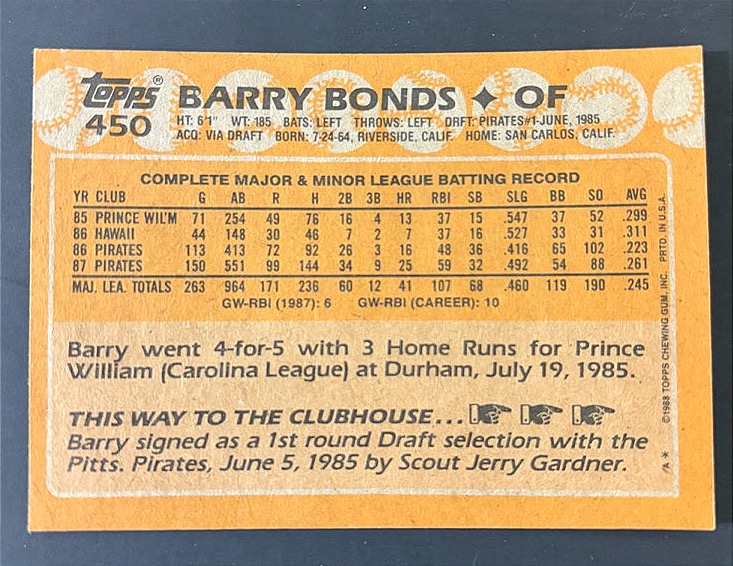 Topps® BARRY BONDS ✦ OF
450 HT: 6'1" WT: 185 BATS: LEFT THROWS: LEFT DRFT: PIRATES#1-JUNE, 1985
ACQ: VIA DRAFT BORN: 7-24-64, RIVERSIDE, CALIF. HOME: SAN CARLOS, CALIF.
COMPLETE MAJOR & MINOR LEAGUE BATTING RECORD
YR CLUB G AB R H 2B 3B HR RBI SB SLG BB SO AVG
85 PRINCE WIL'M 71 254 49 76 16 4 13 37 15 .547 37 52 .299
86 HAWAII 44 148 30 46 7 2 7 37 16 .527 33 31 .311
86 PIRATES 113 413 72 92 26 3 16 48 36 .416 65 102 .223
87 PIRATES 150 551 99 144 34 9 25 59 32 .492 54 88 .261
MAJ. LEA. TOTALS 263 964 171 236 60 12 41 107 68 .460 119 190 .245
GW-RBI (1987): 6 GW-RBI (CAREER): 10
Barry went 4-for-5 with 3 Home Runs for Prince
William (Carolina League) at Durham, July 19, 1985.
THIS WAY TO THE CLUBHOUSE...
Barry signed as a 1st round Draft selection with the
Pitts. Pirates, June 5, 1985 by Scout Jerry Gardner.
©1988 TOPPS CHEWING GUM, INC. PRTD. IN U.S.A.
/A *